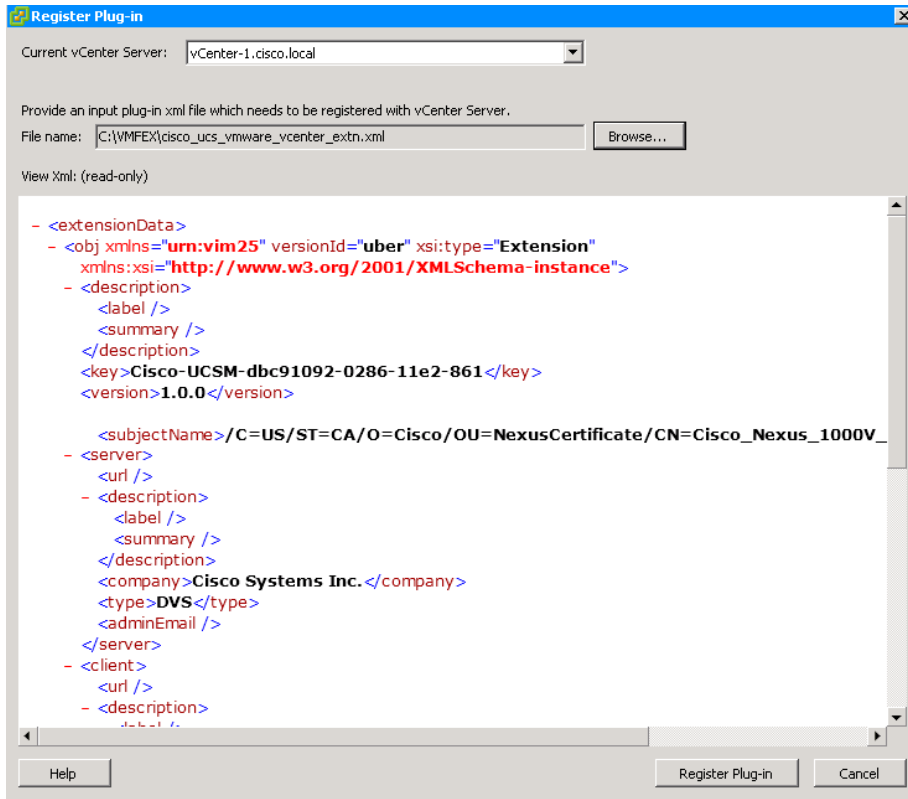 Register Plug-in
Current vCenter Server: vCenter-1.cisco.local
Provide an input plug-in xml file which needs to be registered with vCenter Server.
File name: C:\VMFEX\cisco_ucs_vmware_vcenter_extn.xml Browse...
View Xml: (read-only)
- <extensionData>
- <obj xmlns="urn:vim25" versionId="uber" xsi:type="Extension"
xmlns:xsi="http://www.w3.org/2001/XMLSchema-instance">
- <description>
<label />
<summary />
</description>
<key>Cisco-UCSM-dbc91092-0286-11e2-861</key>
<version>1.0.0</version>
<subjectName>/C=US/ST=CA/O=Cisco/OU=NexusCertificate/CN=Cisco_Nexus_1000V_
- <server>
<url />
- <description>
<label />
<summary />
</description>
<company>Cisco Systems Inc.</company>
<type>DVS</type>
<adminEmail />
</server>
- <client>
<url />
- <description>
Help Register Plug-in Cancel